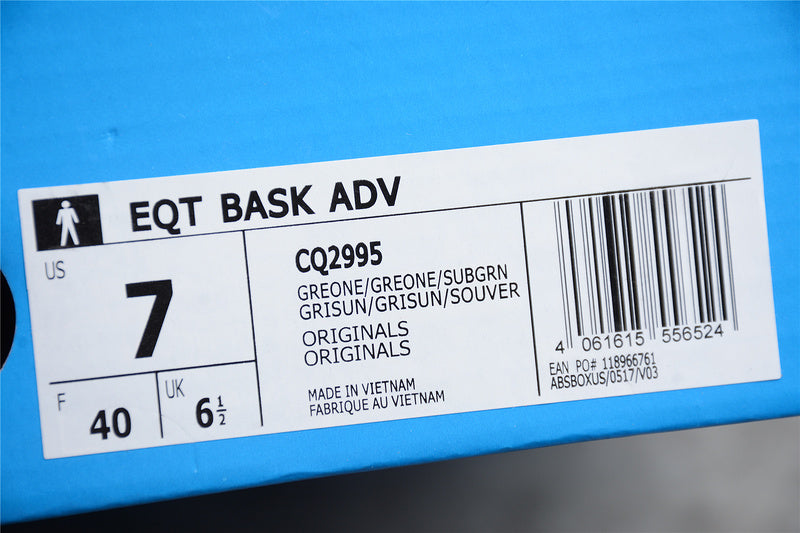 EQT BASK ADV
US
7
F
40
UK
6 1/2
CQ2995
GREONE/GREONE/SUBGRN
GRISUN/GRISUN/SOUVER
ORIGINALS
ORIGINALS
MADE IN VIETNAM
FABRIQUE AU VIETNAM
4 061615 556524
EAN PO# 118966761
ABSBOXUS/0517/V03